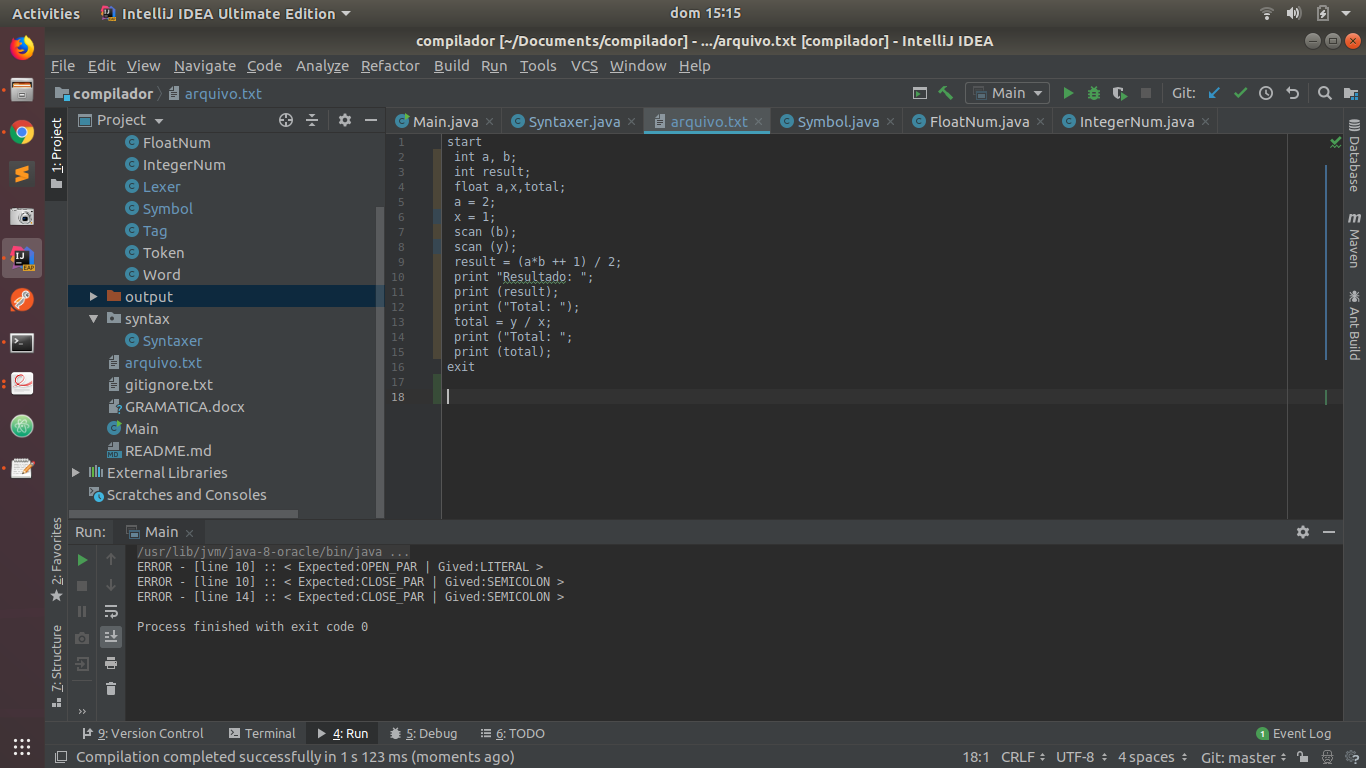 Activities IntelliJ IDEA Ultimate Edition dom 15:15
compilador [~/Documents/compilador] - .../arquivo.txt [compilador] - IntelliJ IDEA
File Edit View Navigate Code Analyze Refactor Build Run Tools VCS Window Help
compilador arquivo.txt Main Git:
1: Project
Project
FloatNum
IntegerNum
Lexer
Symbol
Tag
Token
Word
output
syntax
Syntaxer
arquivo.txt
gitignore.txt
GRAMATICA.docx
Main
README.md
External Libraries
Scratches and Consoles
Main.java Syntaxer.java arquivo.txt Symbol.java FloatNum.java IntegerNum.java
1 start
2 int a, b;
3 int result;
4 float a,x,total;
5 a = 2;
6 x = 1;
7 scan (b);
8 scan (y);
9 result = (a*b ++ 1) / 2;
10 print "Resultado: ";
11 print (result);
12 print ("Total: ");
13 total = y / x;
14 print ("Total: ";
15 print (total);
16 exit
17
18
Database
Maven
Ant Build
2: Favorites
7: Structure
Run: Main
/usr/lib/jvm/java-8-oracle/bin/java ...
ERROR - [line 10] :: < Expected:OPEN_PAR | Gived:LITERAL >
ERROR - [line 10] :: < Expected:CLOSE_PAR | Gived:SEMICOLON >
ERROR - [line 14] :: < Expected:CLOSE_PAR | Gived:SEMICOLON >
Process finished with exit code 0
9: Version Control Terminal 4: Run 5: Debug 6: TODO 1 Event Log
Compilation completed successfully in 1 s 123 ms (moments ago) 18:1 CRLF UTF-8 4 spaces Git: master